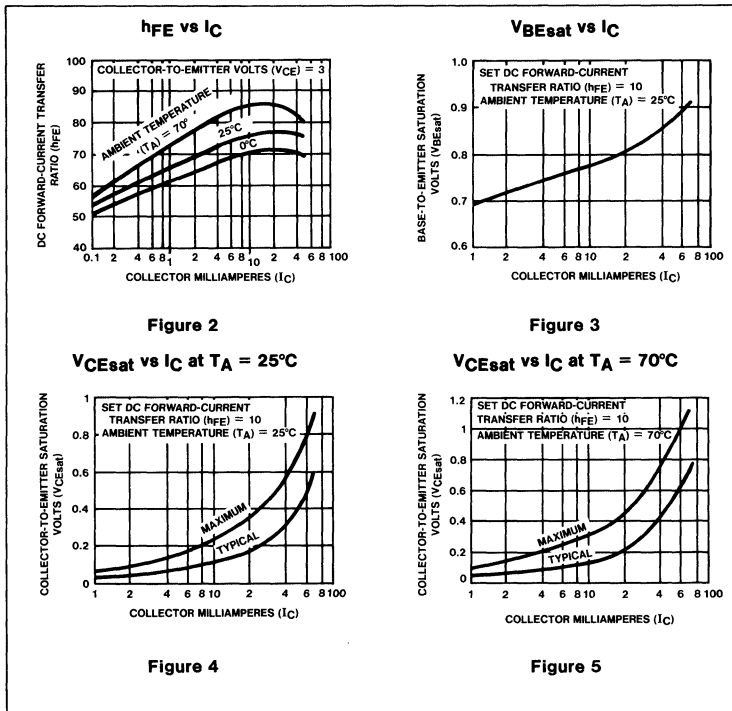 hFE vs IC
COLLECTOR-TO-EMITTER VOLTS (VCE) = 3
AMBIENT TEMPERATURE
(TA) = 70°
25°C
0°C
DC FORWARD-CURRENT TRANSFER
RATIO (hFE)
100
90
80
70
60
50
40
0.1 2 4 6 8 1 2 4 6 8 10 2 4 6 8 100
COLLECTOR MILLIAMPERES (IC)
Figure 2
VBEsat vs IC
SET DC FORWARD-CURRENT
TRANSFER RATIO (hFE) = 10
AMBIENT TEMPERATURE (TA) = 25°C
BASE-TO-EMITTER SATURATION
VOLTS (VBEsat)
1.0
0.9
0.8
0.7
0.6
1 2 4 6 8 10 2 4 6 8 100
COLLECTOR MILLIAMPERES (IC)
Figure 3
VCEsat vs IC at TA = 25°C
SET DC FORWARD-CURRENT
TRANSFER RATIO (hFE) = 10
AMBIENT TEMPERATURE (TA) = 25°C
MAXIMUM
TYPICAL
COLLECTOR-TO-EMITTER SATURATION
VOLTS (VCEsat)
1
0.8
0.6
0.4
0.2
0
1 2 4 6 8 10 2 4 6 8 100
COLLECTOR MILLIAMPERES (IC)
Figure 4
VCEsat vs IC at TA = 70°C
SET DC FORWARD-CURRENT
TRANSFER RATIO (hFE) = 10
AMBIENT TEMPERATURE (TA) = 70°C
MAXIMUM
TYPICAL
COLLECTOR-TO-EMITTER SATURATION
VOLTS (VCEsat)
1.2
1
0.8
0.6
0.4
0.2
0
1 2 4 6 8 10 2 4 6 8 100
COLLECTOR MILLIAMPERES (IC)
Figure 5